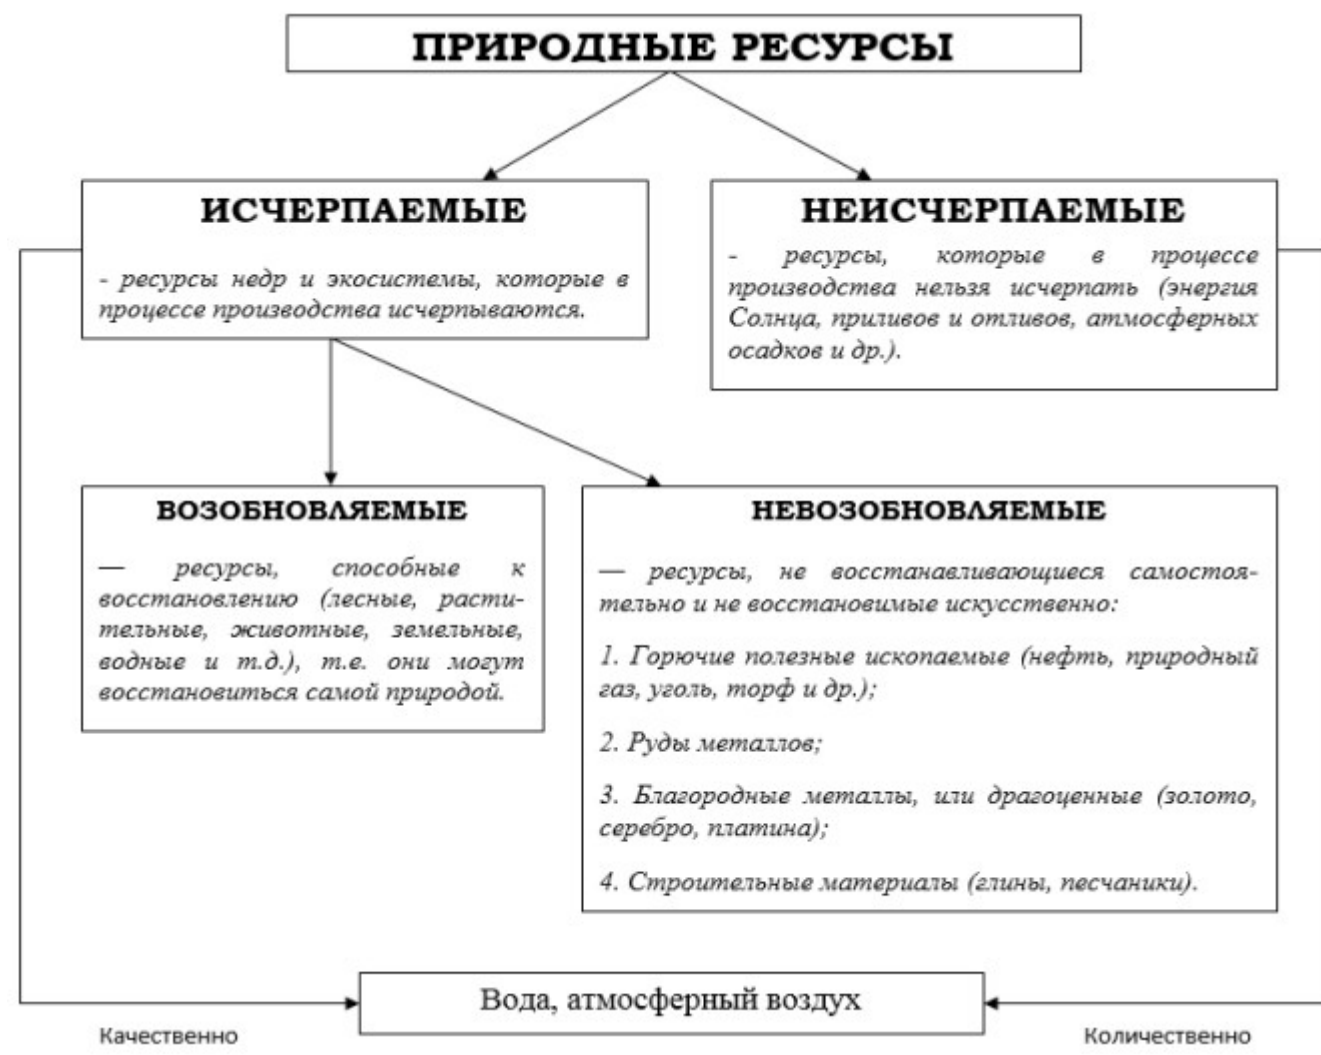 ПРИРОДНЫЕ РЕСУРСЫ
ИСЧЕРПАЕМЫЕ
- ресурсы недр и экосистемы, которые в
процессе производства исчерпываются.
НЕИСЧЕРПАЕМЫЕ
- ресурсы, которые в процессе
производства нельзя исчерпать (энергия
Солнца, приливов и отливов, атмосферных
осадков и др.).
ВОЗОБНОВЛЯЕМЫЕ
— ресурсы, способные к
восстановлению (лесные, расти-
тельные, животные, земельные,
водные и т.д.), т.е. они могут
восстановиться самой природой.
НЕВОЗОБНОВЛЯЕМЫЕ
— ресурсы, не восстанавливающиеся самостоя-
тельно и не восстановимые искусственно:
1. Горючие полезные ископаемые (нефть, природный
газ, уголь, торф и др.);
2. Руды металлов;
3. Благородные металлы, или драгоценные (золото,
серебро, платина);
4. Строительные материалы (глины, песчаники).
Вода, атмосферный воздух
Качественно
Количественно